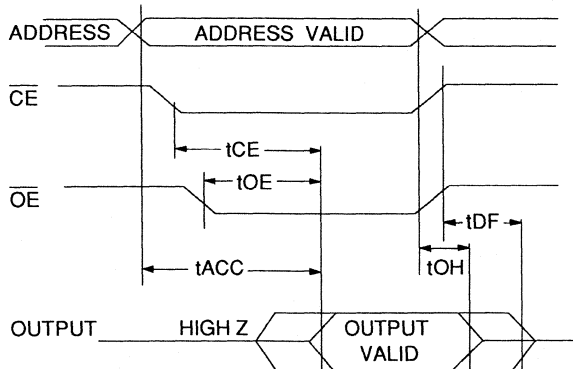 ADDRESS
ADDRESS VALID
CE
tCE
tOE
OE
tDF
tACC
tOH
OUTPUT
HIGH Z
OUTPUT
VALID